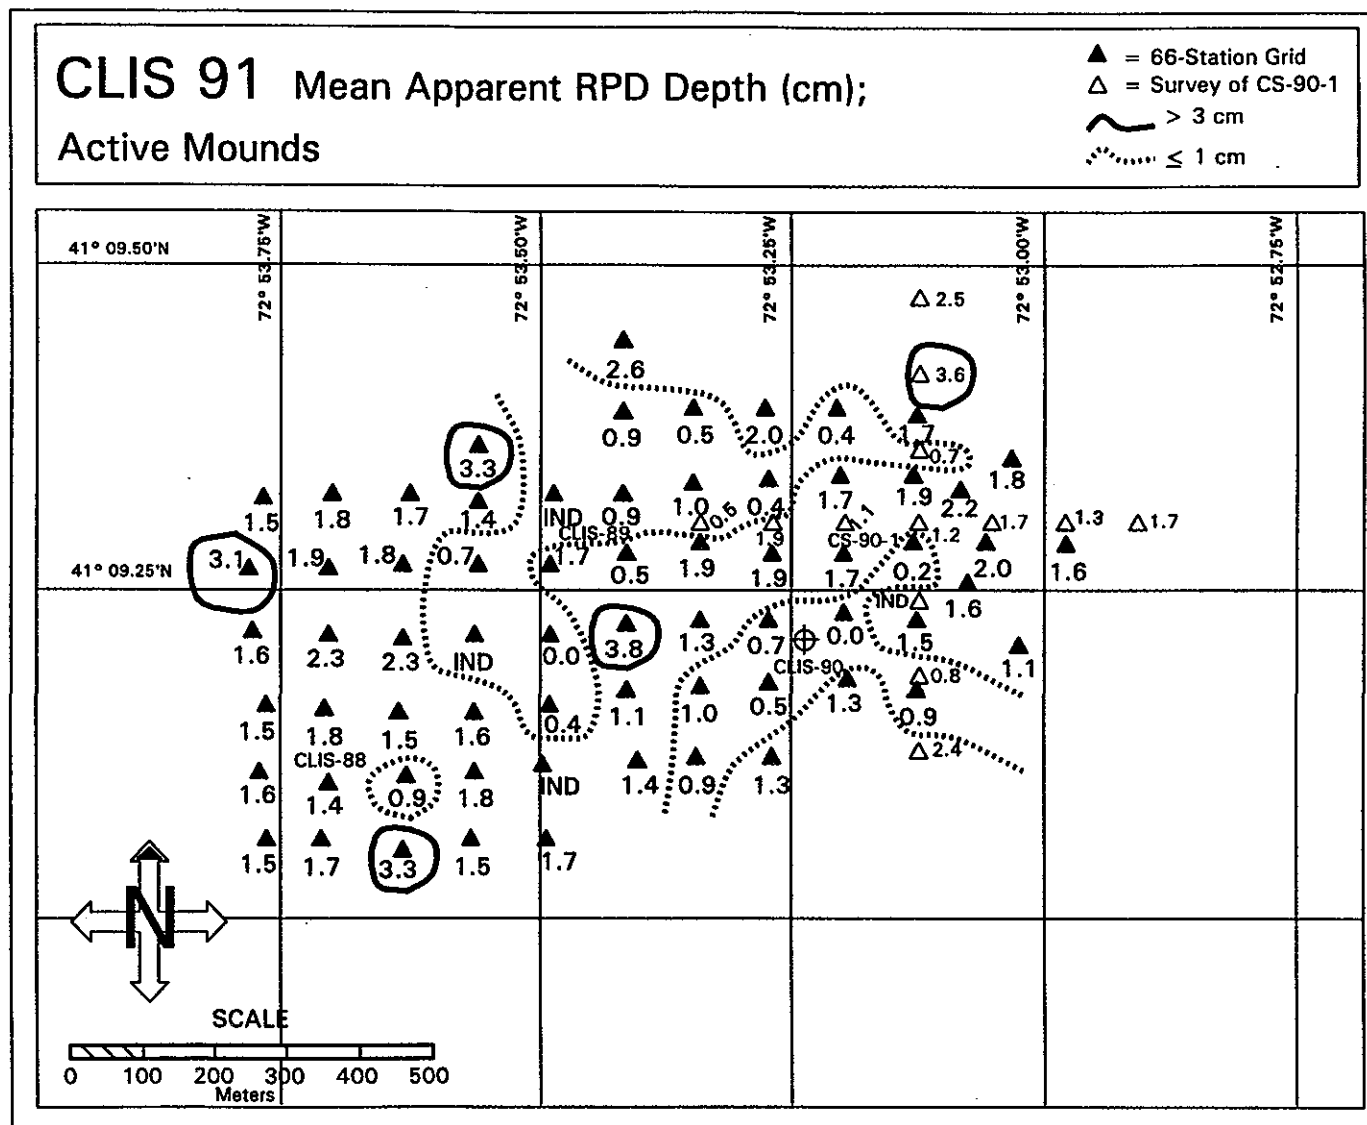 CLIS 91 Mean Apparent RPD Depth (cm);
Active Mounds
▲ = 66-Station Grid
△ = Survey of CS-90-1
> 3 cm
≤ 1 cm
41° 09.50'N
72° 53.75'W
72° 53.50'W
72° 53.25'W
72° 53.00'W
72° 52.75'W
2.5
2.6
3.6
0.9 0.5 2.0 0.4 1.7
3.3
0.7
1.8
1.5 1.8 1.7 1.4 IND 0.9 1.0 0.4 1.7 1.9 2.2
CLIS-89
0.5 1.9 1.1 1.2 1.7 1.3 1.7
CS-90-1
3.1 1.9 1.8 0.7 1.7 0.5 1.9 1.9 1.7 0.2 2.0 1.6
41° 09.25'N
IND
1.6
1.6 2.3 2.3 IND 0.0 3.8 1.3 0.7 0.0 1.5 1.1
CLIS-90
0.8
1.5 1.8 1.5 1.6 0.4 1.1 1.0 0.5 1.3 0.9
2.4
CLIS-88
1.6 1.4 0.9 1.8 IND 1.4 0.9 1.3
1.5 1.7 3.3 1.5 1.7
N
SCALE
0 100 200 300 400 500
Meters